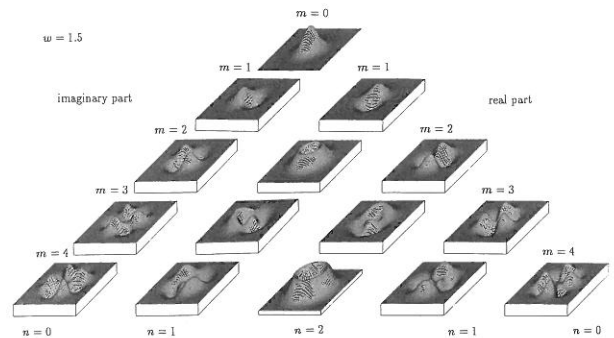 m = 0
w = 1.5
m = 1 m = 1
imaginary part real part
m = 2 m = 2
m = 3 m = 3
m = 4 m = 4
n = 0 n = 1 n = 2 n = 1 n = 0